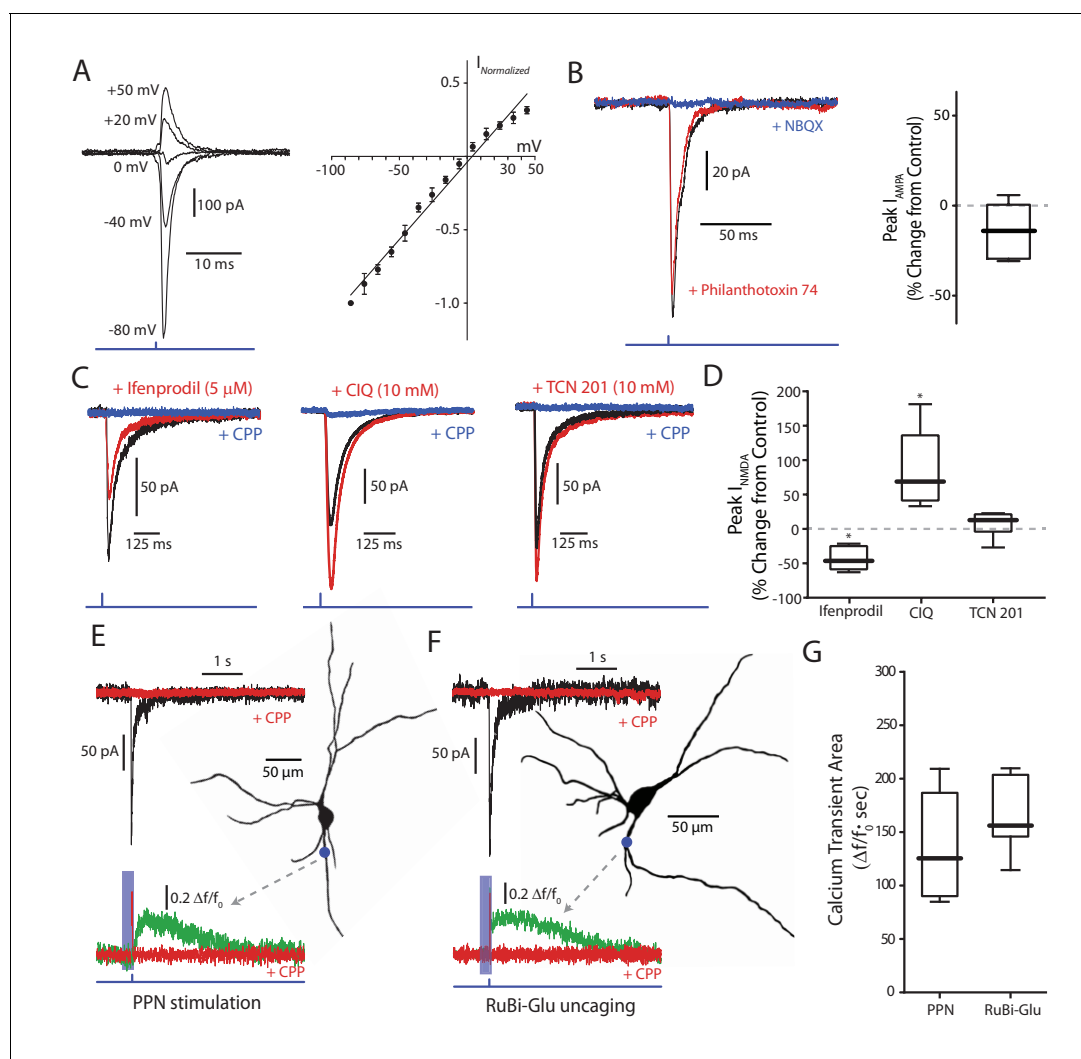 A
+50 mV
+20 mV
0 mV
-40 mV
-80 mV
100 pA
10 ms
I Normalized
0.5
mV
-100
-50
15
30
45
-0.5
-1.0
B
+ NBQX
20 pA
50 ms
+ Philanthotoxin 74
Peak I AMPA
(% Change from Control)
0
-50
C
+ Ifenprodil (5 µM)
+ CPP
50 pA
125 ms
+ CIQ (10 mM)
+ CPP
50 pA
125 ms
+ TCN 201 (10 mM)
+ CPP
50 pA
125 ms
D
Peak I NMDA
(% Change from Control)
200
150
100
50
0
-50
-100
*
*
Ifenprodil
CIQ
TCN 201
E
1 s
+ CPP
50 pA
50 µm
0.2 Δf/f0
+ CPP
PPN stimulation
F
1 s
+ CPP
50 pA
50 µm
0.2 Δf/f0
+ CPP
RuBi-Glu uncaging
G
Calcium Transient Area
(Δf/f0• sec)
300
250
200
150
100
50
0
PPN
RuBi-Glu